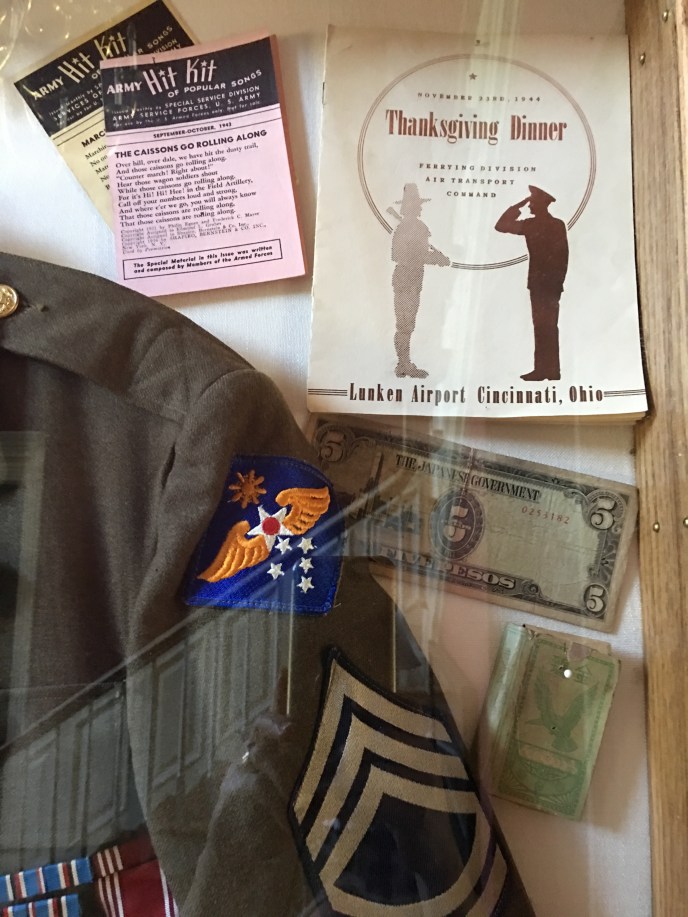 ARMY Hit Kit
OF POPULAR SONGS
MARCH
ARMY Hit Kit
OF POPULAR SONGS
SPECIAL SERVICE DIVISION
ARMY SERVICE FORCES, U. S. ARMY
SEPTEMBER-OCTOBER, 1943
THE CAISSONS GO ROLLING ALONG
Over hill, over dale, we have hit the dusty trail,
And those caissons go rolling along.
"Counter march! Right about!"
Hear those wagon soldiers shout
While those caissons go rolling along.
For it's Hi! Hi! Hee! in the Field Artillery,
Call off your numbers loud and strong,
And where e'er we go, you will always know
That those caissons are rolling along,
That those caissons are rolling along.
The Special Material in this issue was written
and composed by Members of the Armed Forces
NOVEMBER 23RD, 1944
Thanksgiving Dinner
FERRYING DIVISION
AIR TRANSPORT
COMMAND
Lunken Airport Cincinnati, Ohio
5
THE JAPANESE GOVERNMENT
5
0253182
5
FIVE PESOS
5